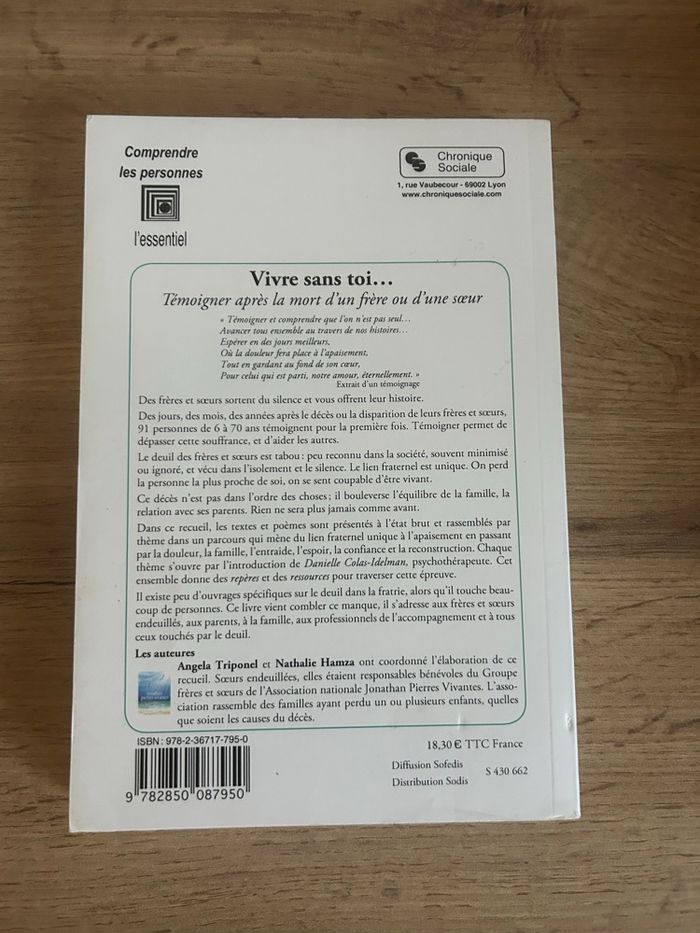 Comprendre
les personnes
l'essentiel
Chronique
Sociale
1, rue Vaubecour - 69002 Lyon
www.chroniquesociale.com
Vivre sans toi…
Témoigner après la mort d'un frère ou d'une sœur
« Témoigner et comprendre que l'on n'est pas seul…
Avancer tous ensemble au travers de nos histoires…
Espérer en des jours meilleurs,
Où la douleur fera place à l'apaisement,
Tout en gardant au fond de son cœur,
Pour celui qui est parti, notre amour, éternellement. »
Extrait d'un témoignage
Des frères et sœurs sortent du silence et vous offrent leur histoire.
Des jours, des mois, des années après le décès ou la disparition de leurs frères et sœurs,
91 personnes de 6 à 70 ans témoignent pour la première fois. Témoigner permet de
dépasser cette souffrance, et d'aider les autres.
Le deuil des frères et sœurs est tabou : peu reconnu dans la société, souvent minimisé
ou ignoré, et vécu dans l'isolement et le silence. Le lien fraternel est unique. On perd
la personne la plus proche de soi, on se sent coupable d'être vivant.
Ce décès n'est pas dans l'ordre des choses ; il bouleverse l'équilibre de la famille, la
relation avec ses parents. Rien ne sera plus jamais comme avant.
Dans ce recueil, les textes et poèmes sont présentés à l'état brut et rassemblés par
thème dans un parcours qui mène du lien fraternel unique à l'apaisement en passant
par la douleur, la famille, l'entraide, l'espoir, la confiance et la reconstruction. Chaque
thème s'ouvre par l'introduction de Danielle Colas-Idelman, psychothérapeute. Cet
ensemble donne des repères et des ressources pour traverser cette épreuve.
Il existe peu d'ouvrages spécifiques sur le deuil dans la fratrie, alors qu'il touche beau-
coup de personnes. Ce livre vient combler ce manque, il s'adresse aux frères et sœurs
endeuillés, aux parents, à la famille, aux professionnels de l'accompagnement et à tous
ceux touchés par le deuil.
Les auteures
Angela Triponel et Nathalie Hamza ont coordonné l'élaboration de ce
recueil. Sœurs endeuillées, elles étaient responsables bénévoles du Groupe
frères et sœurs de l'Association nationale Jonathan Pierres Vivantes. L'asso-
ciation rassemble des familles ayant perdu un ou plusieurs enfants, quelles
que soient les causes du décès.
ISBN : 978-2-36717-795-0
9 782850 087950
18,30 € TTC France
Diffusion Sofedis
Distribution Sodis
S 430 662